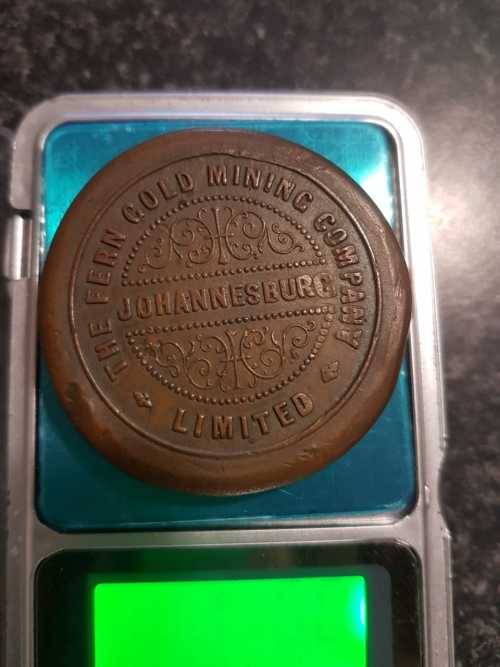 THE FERN GOLD MINING COMPANY
JOHANNESBURG
LIMITED